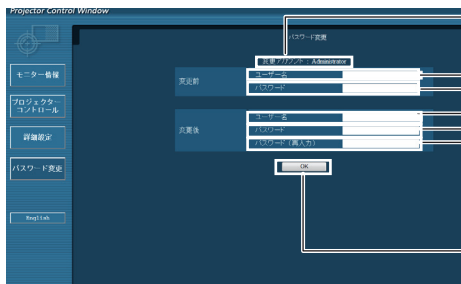 Projector Control Window
パスワード変更
変更アカウント : Administrator
モニター情報
変更前
ユーザー名
パスワード
プロジェクター
コントロール
詳細設定
変更後
ユーザー名
パスワード
パスワード (再入力)
パスワード変更
OK
English